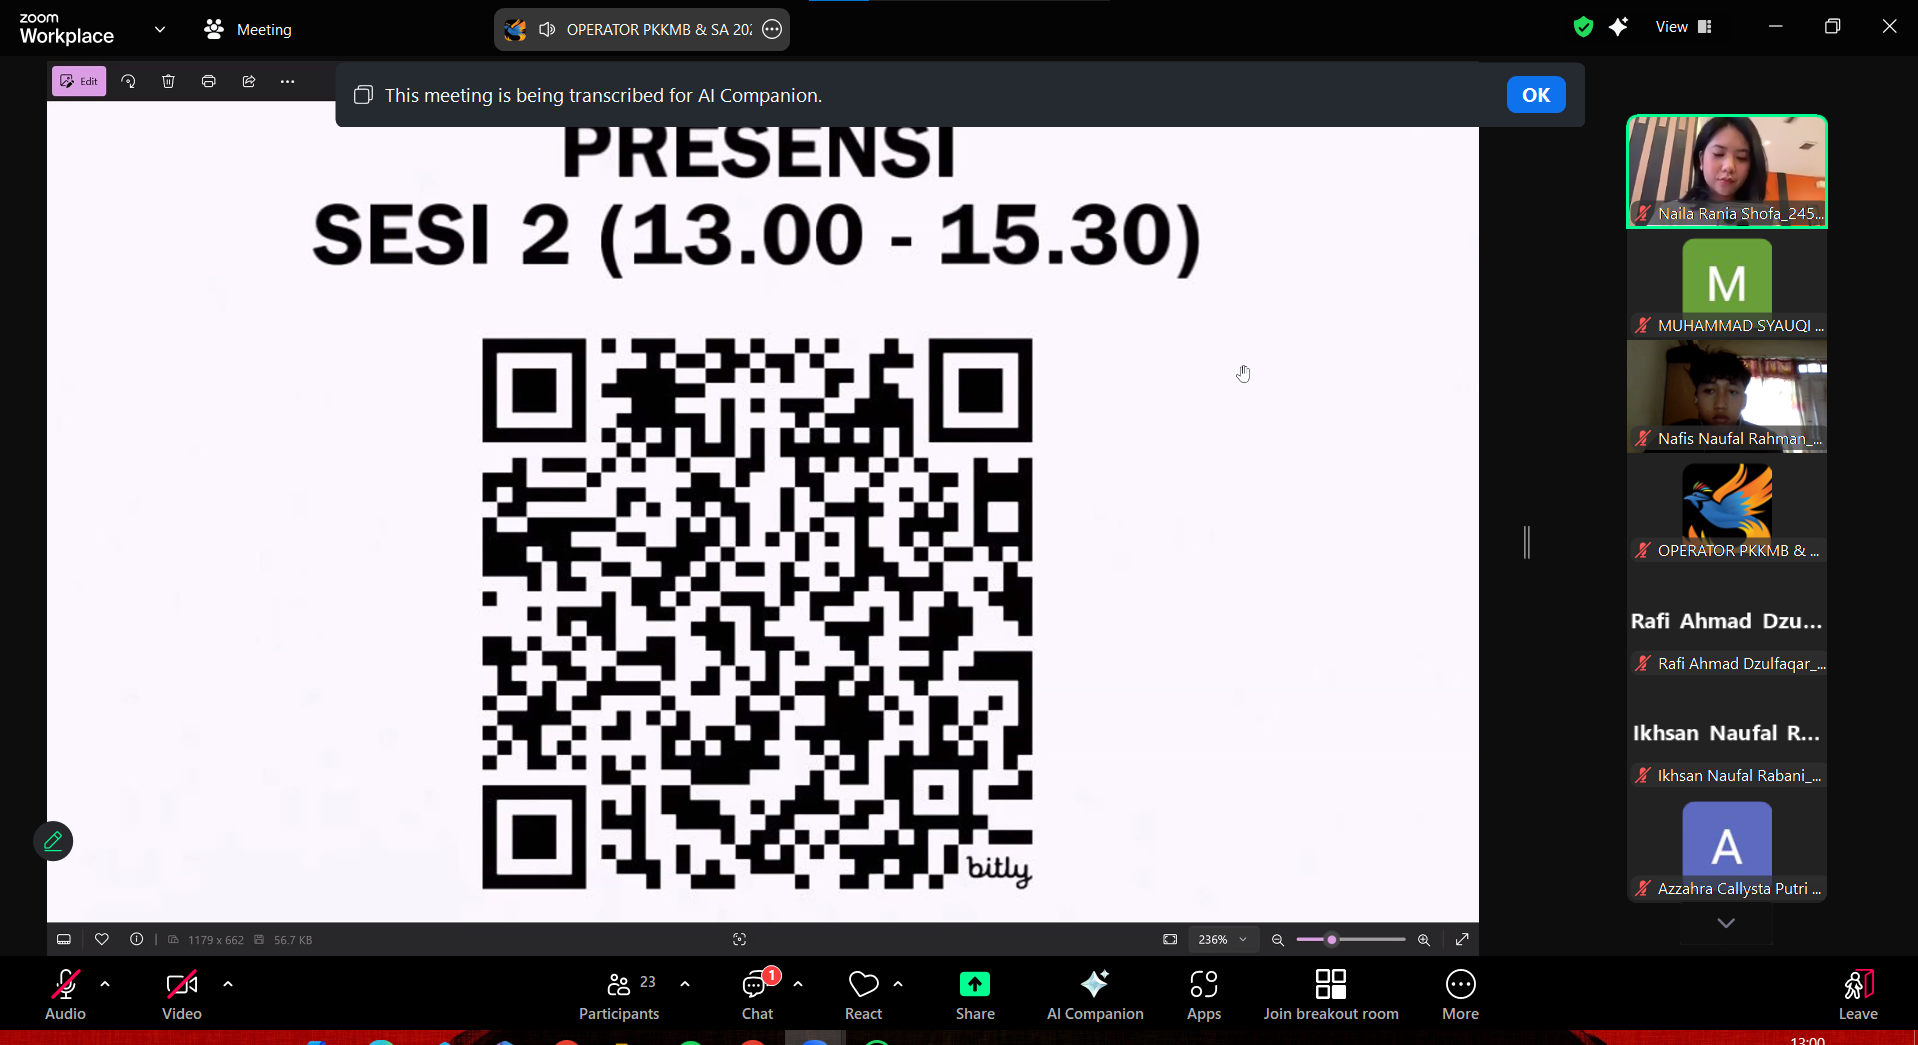 zoom
Workplace
Meeting
OPERATOR PKKMB & SA 202
View
Edit
This meeting is being transcribed for AI Companion.
OK
PRESENSI
SESI 2 (13.00 - 15.30)
bitly
Naila Rania Shofa_245...
M
MUHAMMAD SYAUQI ...
Nafis Naufal Rahman_...
OPERATOR PKKMB & ...
Rafi Ahmad Dzu...
Rafi Ahmad Dzulfaqar_...
Ikhsan Naufal R...
Ikhsan Naufal Rabani_...
A
Azzahra Callysta Putri ...
1179 x 662
56.7 KB
236%
Audio
Video
23
Participants
1
Chat
React
Share
AI Companion
Apps
Join breakout room
More
Leave
13:00